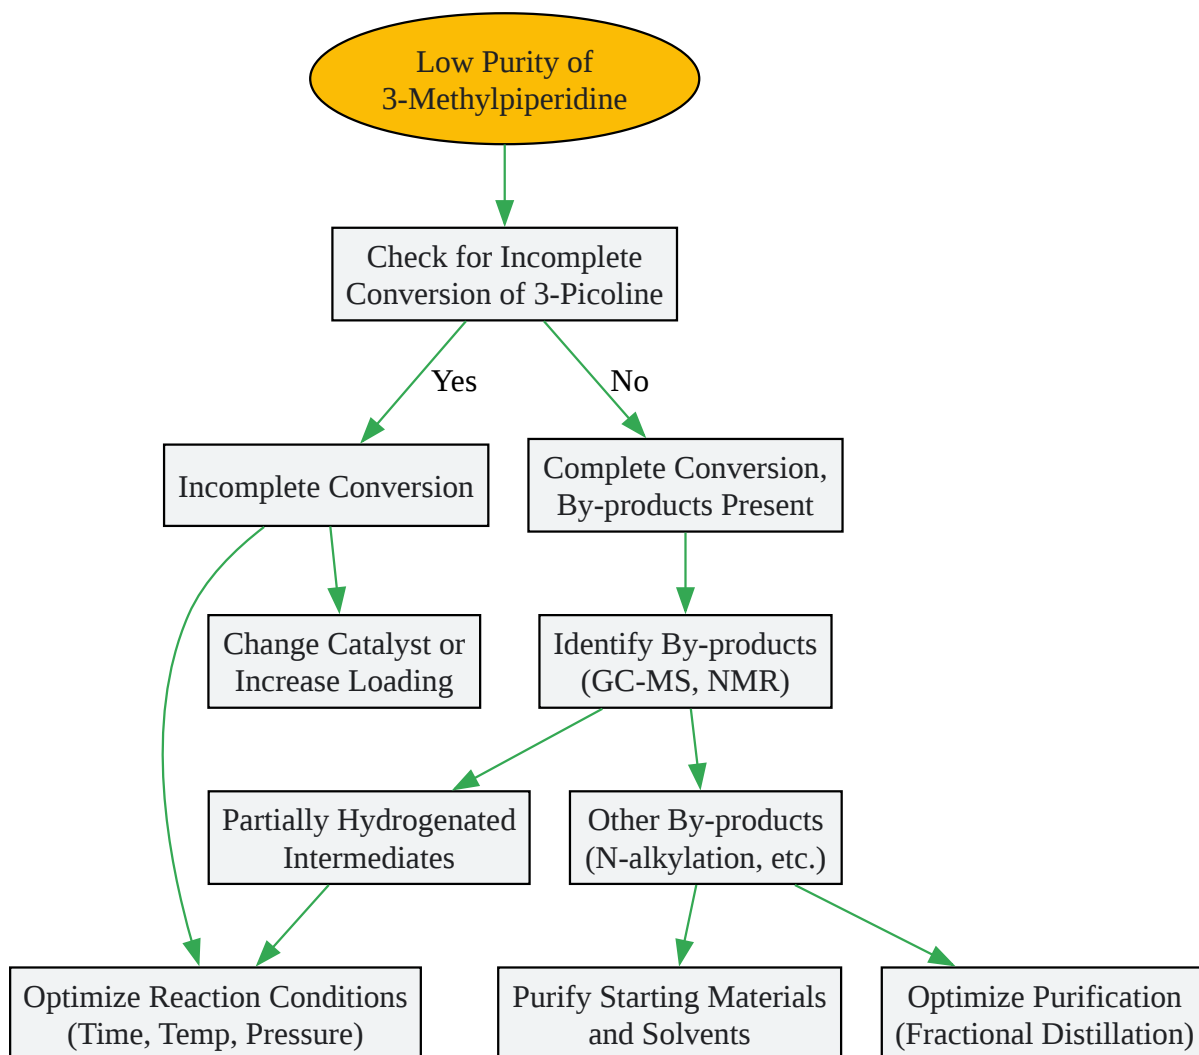 Low Purity of
3-Methylpiperidine
Check for Incomplete
Conversion of 3-Picoline
Yes
No
Incomplete Conversion
Complete Conversion,
By-products Present
Change Catalyst or
Increase Loading
Identify By-products
(GC-MS, NMR)
Partially Hydrogenated
Intermediates
Other By-products
(N-alkylation, etc.)
Optimize Reaction Conditions
(Time, Temp, Pressure)
Purify Starting Materials
and Solvents
Optimize Purification
(Fractional Distillation)